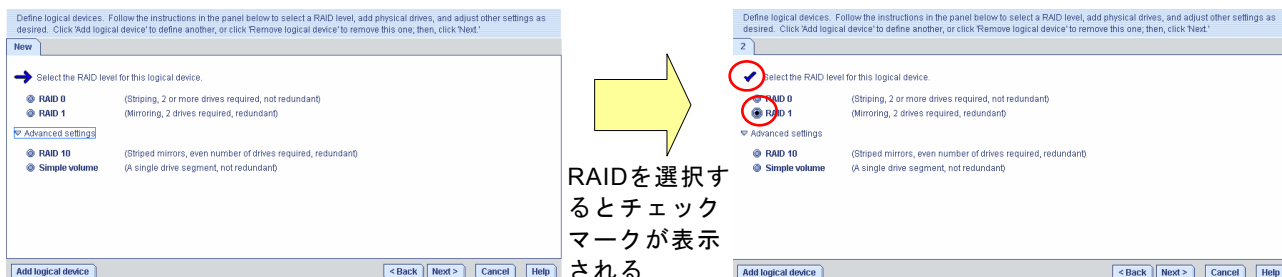 Define logical devices.  Follow the instructions in the panel below to select a RAID level, add physical drives, and adjust other settings as
desired.  Click 'Add logical device' to define another, or click 'Remove logical device' to remove this one; then, click 'Next.'
New
Select the RAID level for this logical device.
RAID 0 (Striping, 2 or more drives required, not redundant)
RAID 1 (Mirroring, 2 drives required, redundant)
Advanced settings
RAID 10 (Striped mirrors, even number of drives required, redundant)
Simple volume (A single drive segment, not redundant)
Add logical device < Back Next > Cancel Help
RAIDを選択す
るとチェック
マークが表示
される
Define logical devices.  Follow the instructions in the panel below to select a RAID level, add physical drives, and adjust other settings as
desired.  Click 'Add logical device' to define another, or click 'Remove logical device' to remove this one; then, click 'Next.'
2
Select the RAID level for this logical device.
RAID 0 (Striping, 2 or more drives required, not redundant)
RAID 1 (Mirroring, 2 drives required, redundant)
Advanced settings
RAID 10 (Striped mirrors, even number of drives required, redundant)
Simple volume (A single drive segment, not redundant)
Add logical device < Back Next > Cancel Help